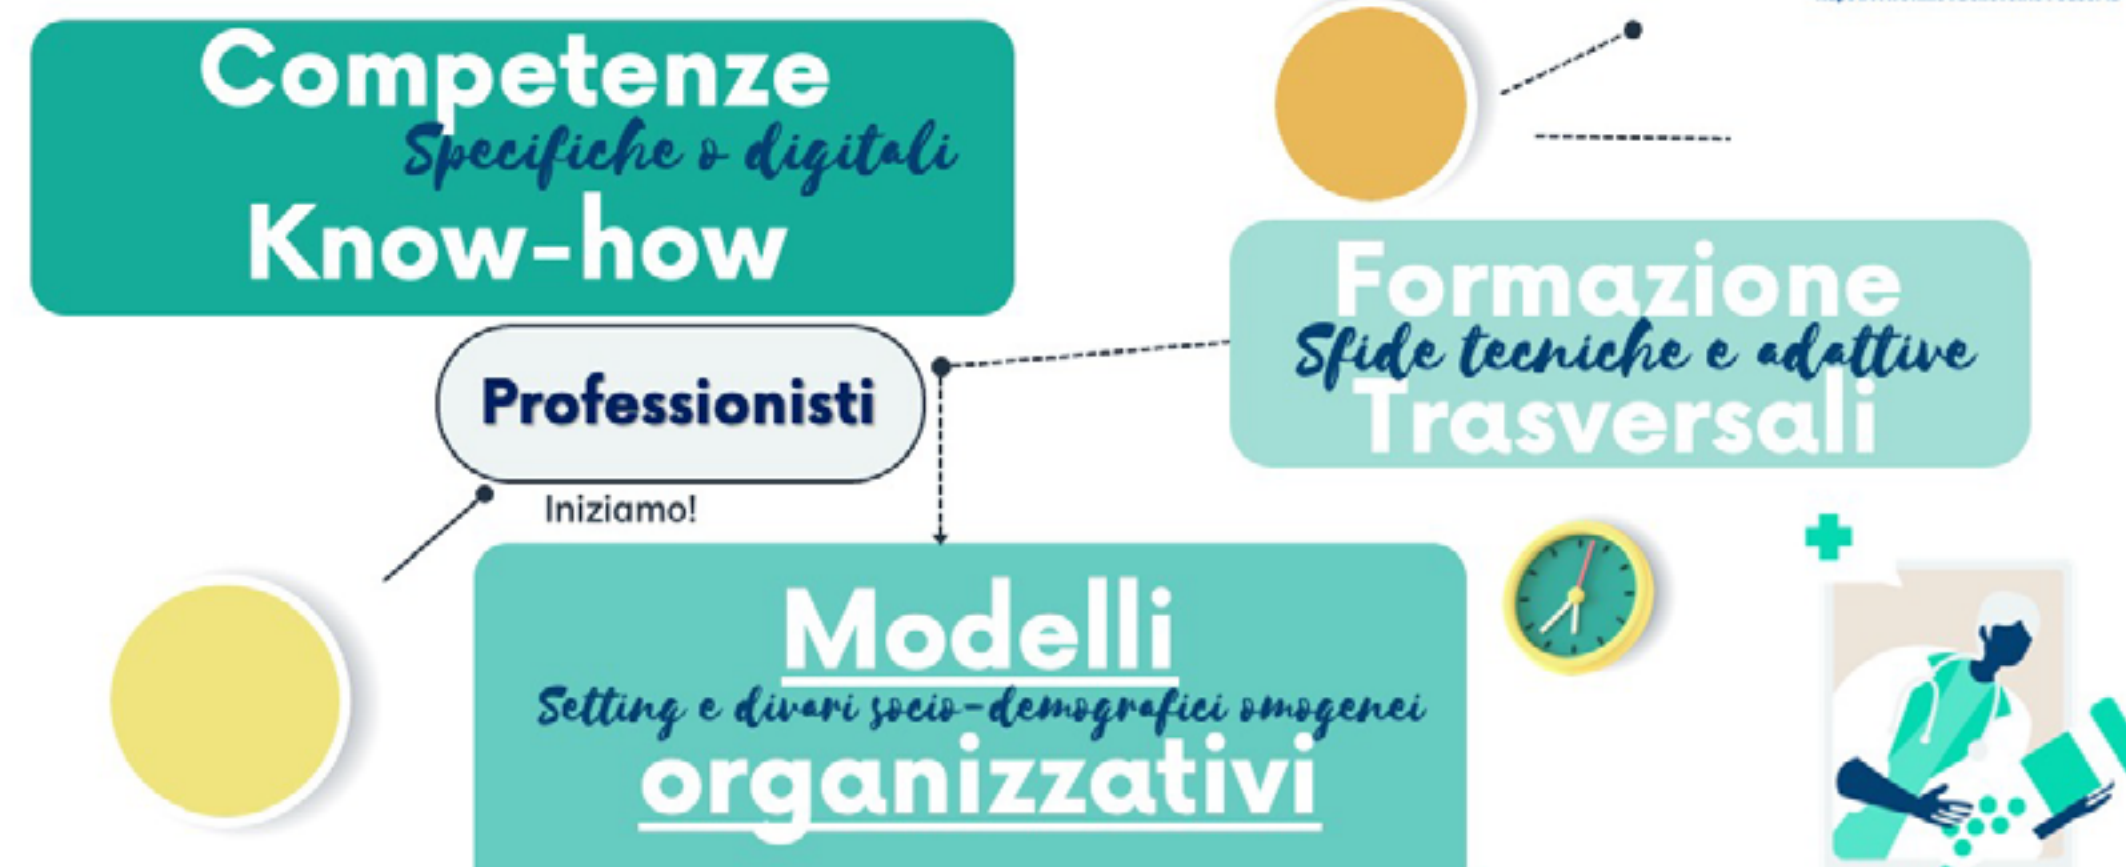 Competenze
Specifiche o digitali
Know-how
Formazione
Sfide tecniche e adattive
Trasversali
Professionisti
Iniziamo!
Modelli
Setting e divari socio-demografici omogenei
organizzativi